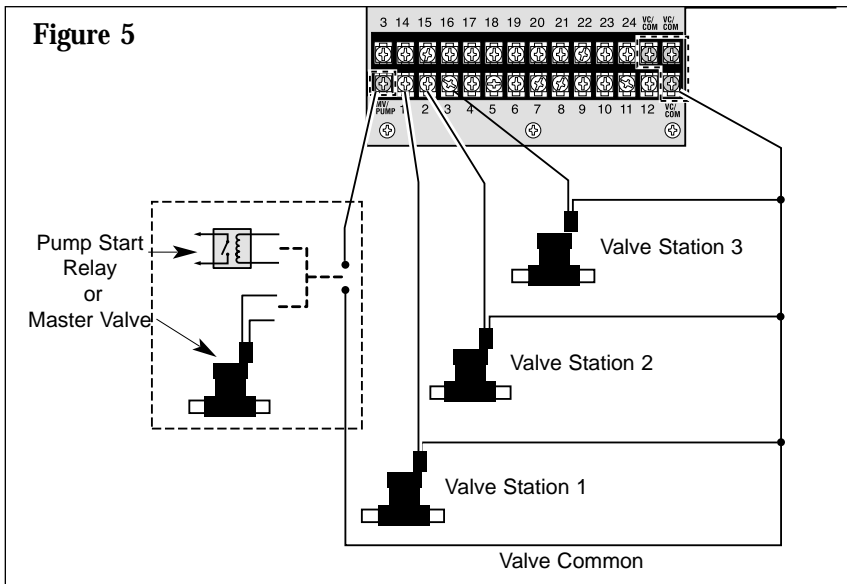 Figure 5
3 14 15 16 17 18 19 20 21 22 23 24 VC/COM VC/COM
MV/PUMP 1 2 3 4 5 6 7 8 9 10 11 12 VC/COM
Pump Start
Relay
or
Master Valve
Valve Station 3
Valve Station 2
Valve Station 1
Valve Common